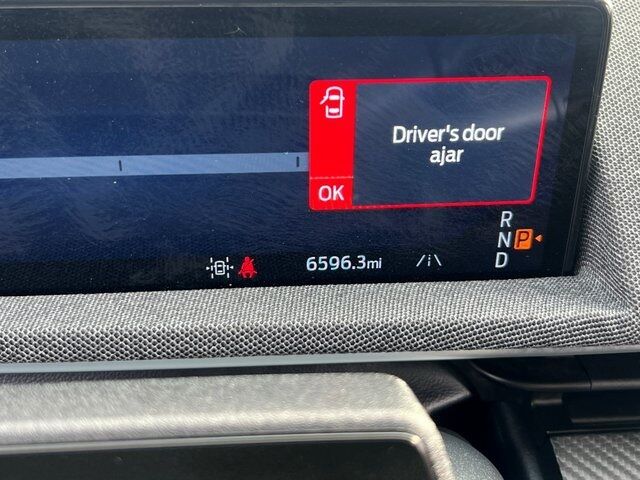 Driver's door
ajar
OK
R
N P
D
6596.3mi